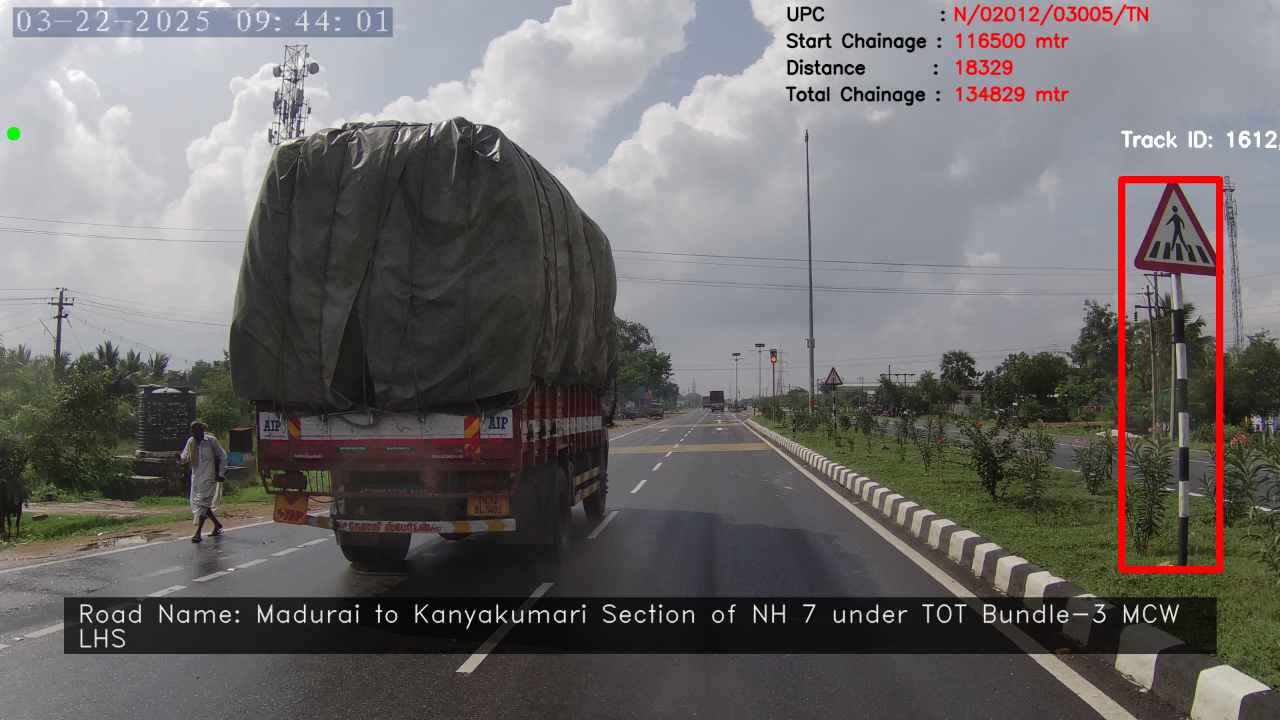 03-22-2025 09:44:01
UPC : N/02012/03005/TN
Start Chainage : 116500 mtr
Distance : 18329
Total Chainage : 134829 mtr
Track ID: 1612,
AIP
AIP
Road Name: Madurai to Kanyakumari Section of NH 7 under TOT Bundle-3 MCW
LHS